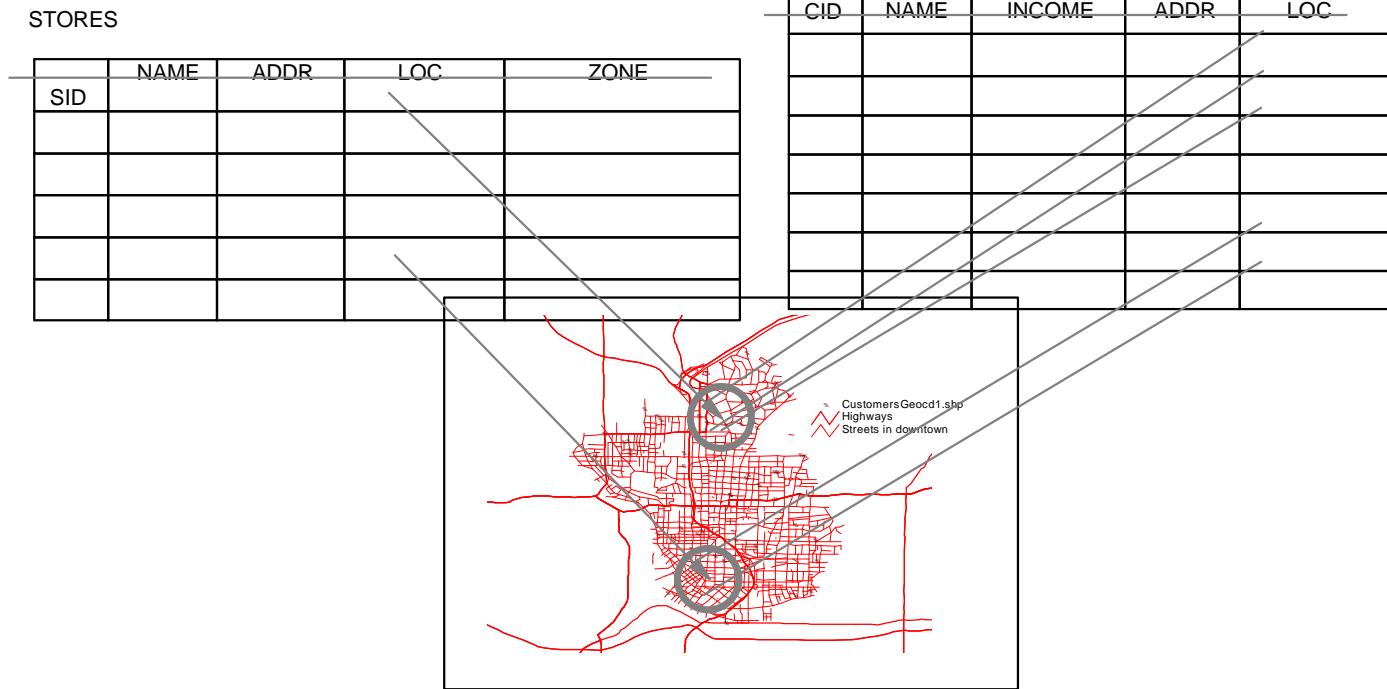 STORES
SID NAME ADDR LOC ZONE
CID NAME INCOME ADDR LOC
CustomersGeocd1.shp
Highways
Streets in downtown